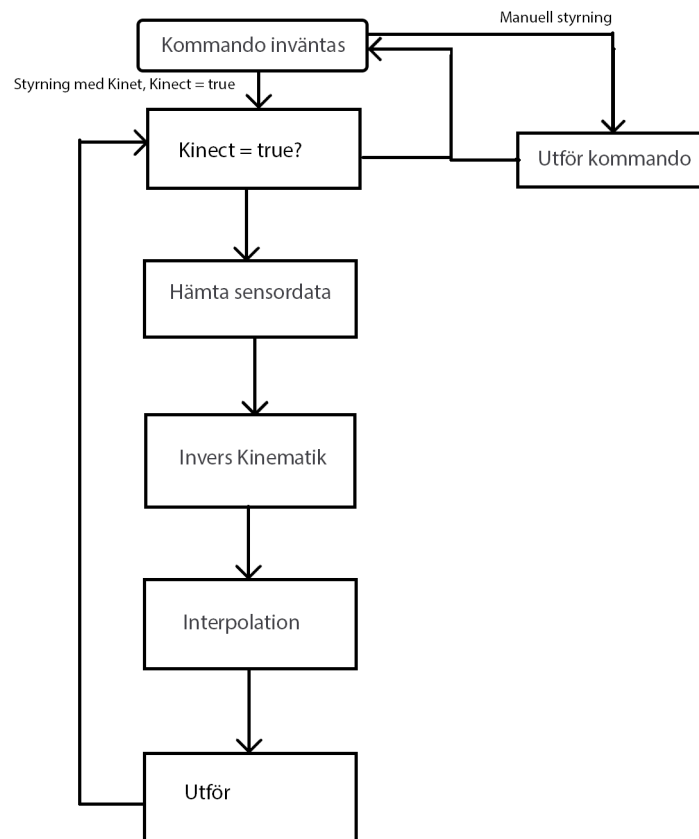 Manuell styrning
Kommando inväntas
Styrning med Kinet, Kinect = true
Kinect = true?
Utför kommando
Hämta sensordata
Invers Kinematik
Interpolation
Utför